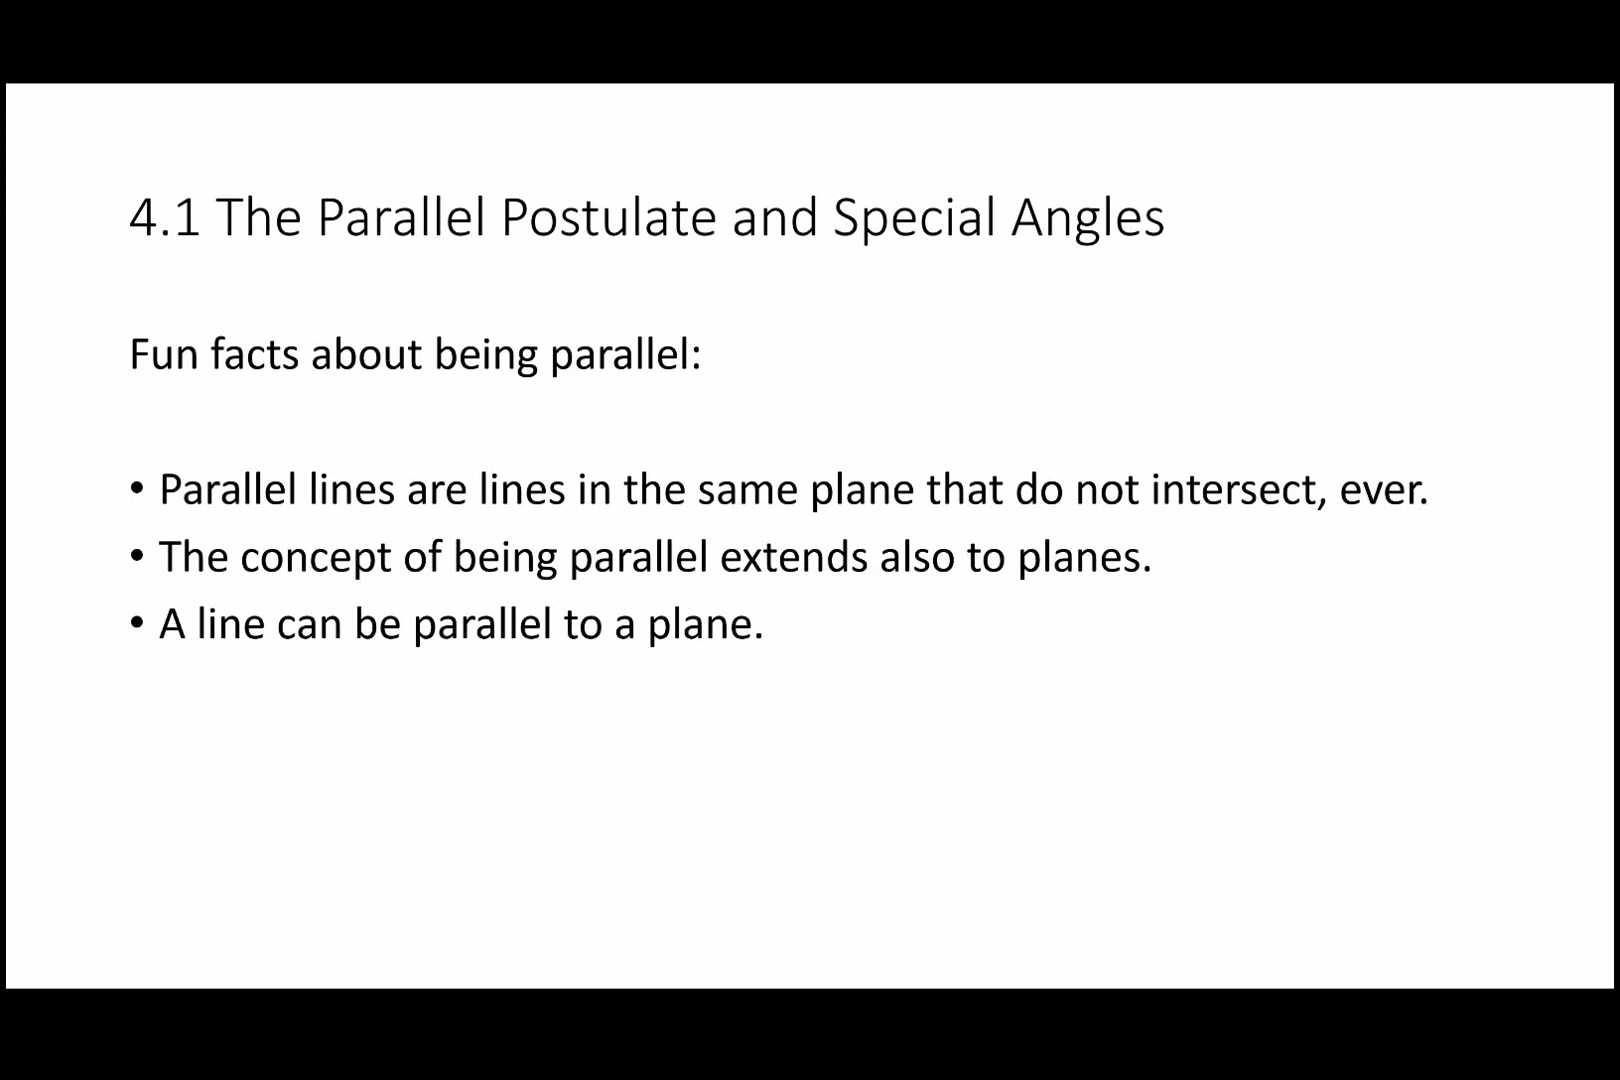 4.1 The Parallel Postulate and Special Angles
Fun facts about being parallel:
• Parallel lines are lines in the same plane that do not intersect, ever.
• The concept of being parallel extends also to planes.
• A line can be parallel to a plane.